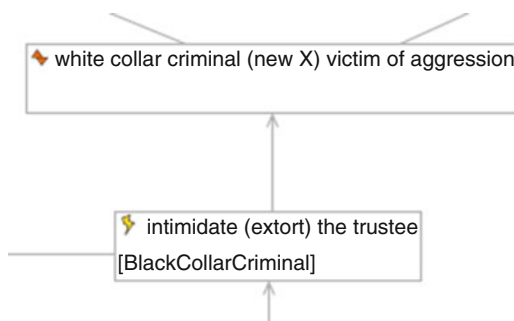 white collar criminal (new X) victim of aggression
intimidate (extort) the trustee
[BlackCollarCriminal]